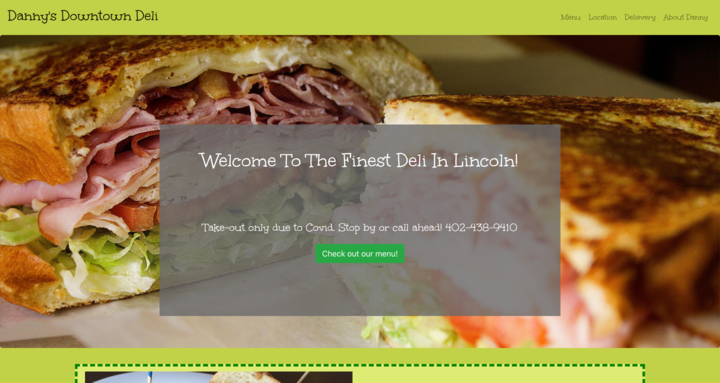 Danny's Downtown Deli
Menu Location Delievery About Danny
Welcome To The Finest Deli In Lincoln!
Take-out only due to Covid. Stop by or call ahead! 402-438-9410
Check out our menu!